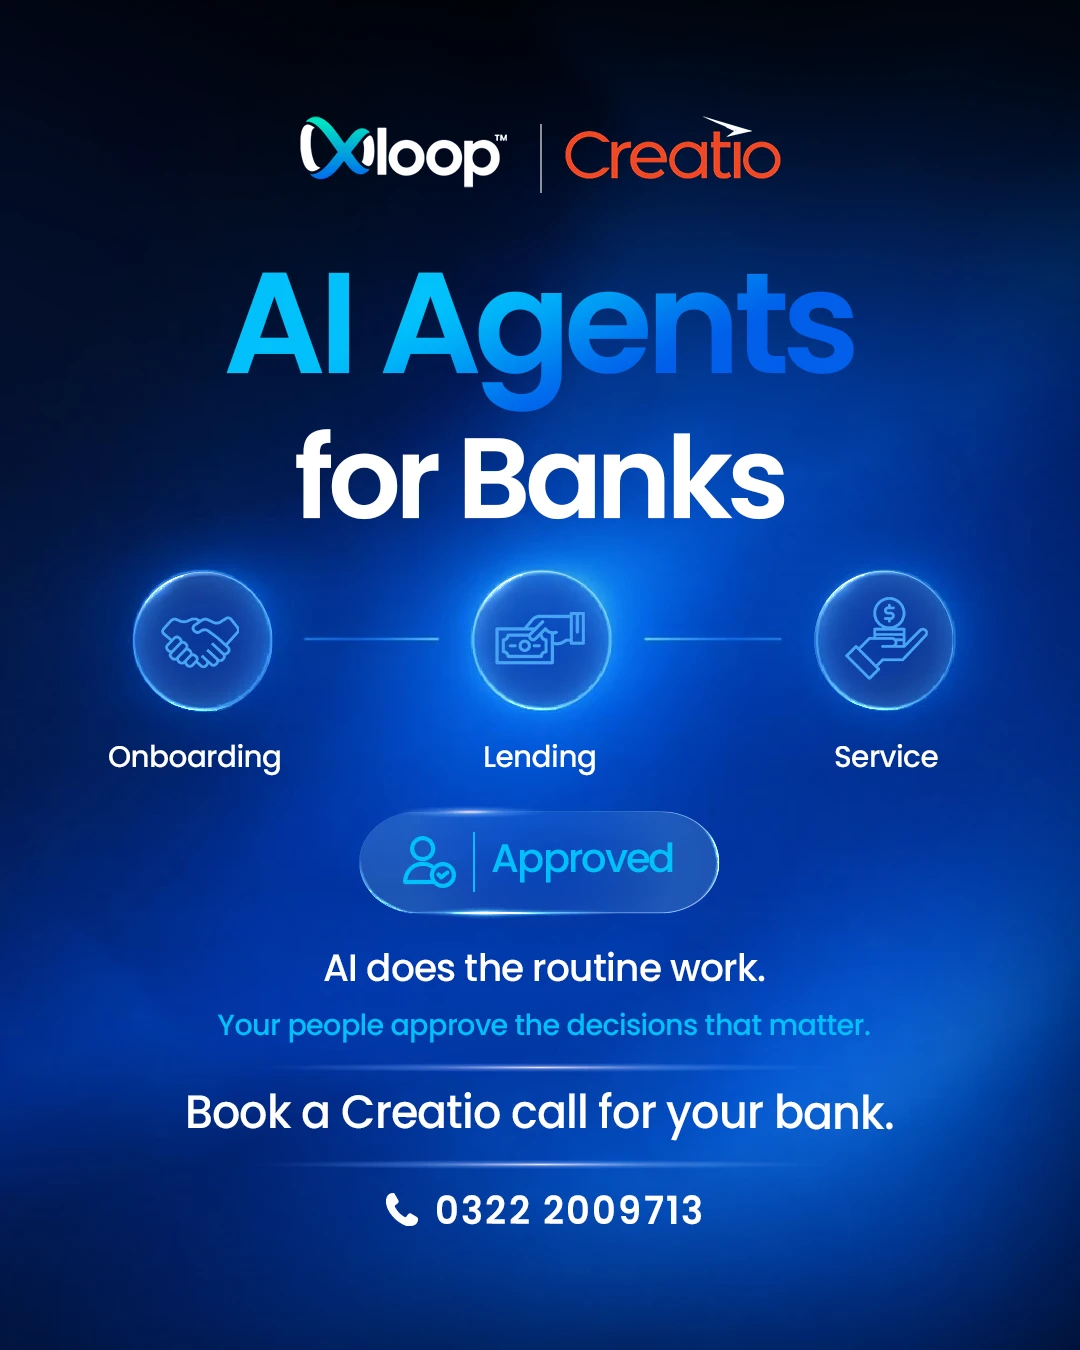 Xloop™ | Creatio
AI Agents
for Banks
Onboarding
Lending
Service
Approved
AI does the routine work.
Your people approve the decisions that matter.
Book a Creatio call for your bank.
0322 2009713